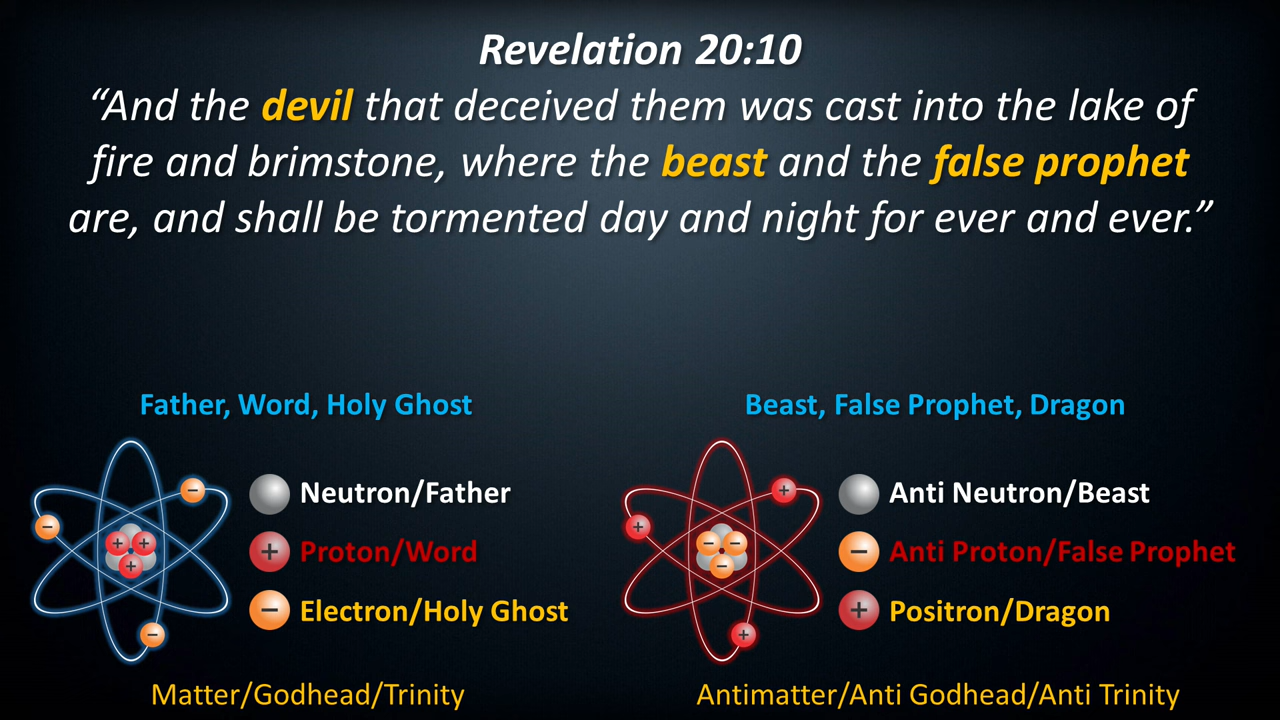 Revelation 20:10
“And the devil that deceived them was cast into the lake of
fire and brimstone, where the beast and the false prophet
are, and shall be tormented day and night for ever and ever.”
Father, Word, Holy Ghost
Neutron/Father
+ Proton/Word
− Electron/Holy Ghost
Matter/Godhead/Trinity
Beast, False Prophet, Dragon
Anti Neutron/Beast
− Anti Proton/False Prophet
+ Positron/Dragon
Antimatter/Anti Godhead/Anti Trinity